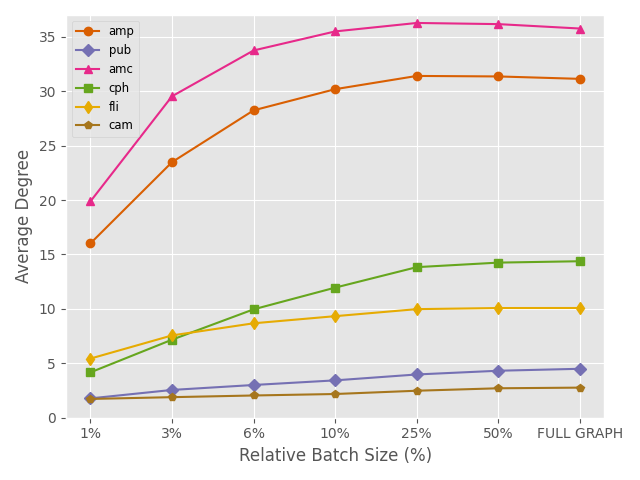 amp
pub
amc
cph
fli
cam
35
30
25
20
15
10
5
0
Average Degree
1% 3% 6% 10% 25% 50% FULL GRAPH
Relative Batch Size (%)